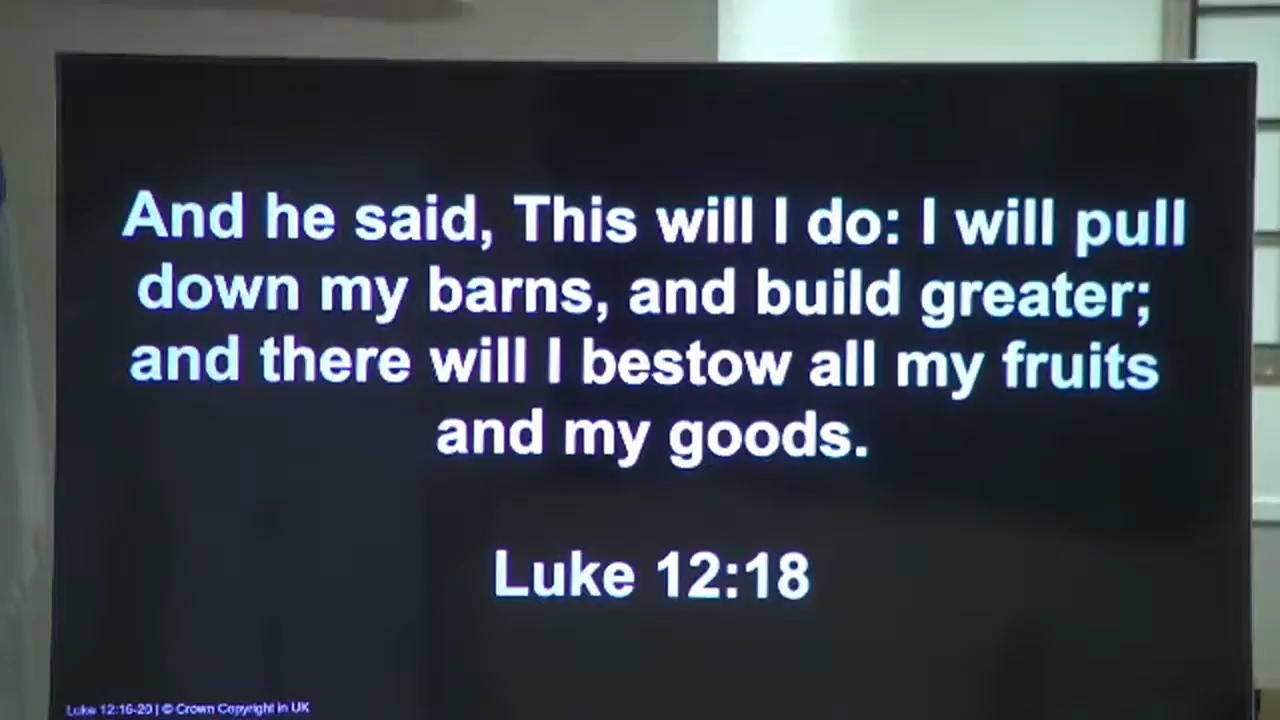 And he said, This will I do: I will pull
down my barns, and build greater;
and there will I bestow all my fruits
and my goods.
Luke 12:18
Luke 12:16-20 | © Crown Copyright in UK